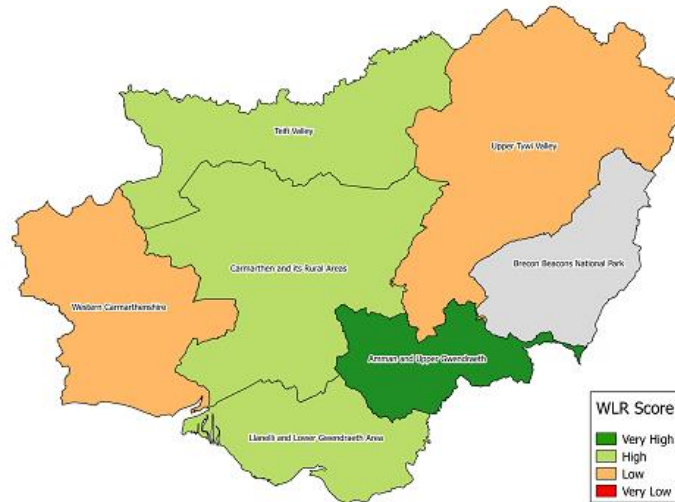 Teifi Valley
Upper Tywi Valley
Brecon Beacons National Park
Carmarthen and its Rural Areas
Western Carmarthenshire
Amman and Upper Gwendraeth
Llanelli and Lower Gwendraeth Area
WLR Score
Very High
High
Low
Very Low